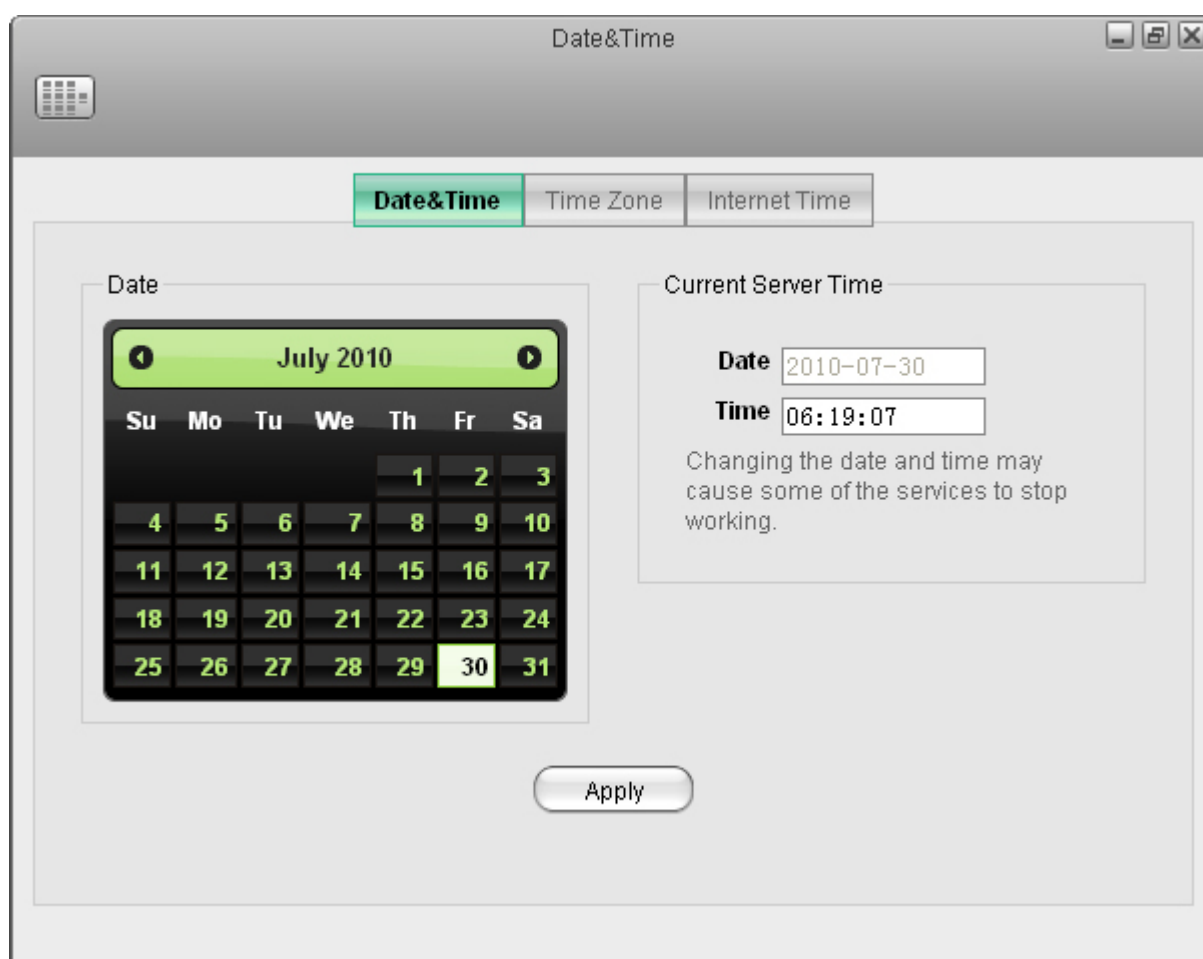 Date&Time
Date&Time Time Zone Internet Time
Date
July 2010
Su Mo Tu We Th Fr Sa
1 2 3
4 5 6 7 8 9 10
11 12 13 14 15 16 17
18 19 20 21 22 23 24
25 26 27 28 29 30 31
Current Server Time
Date 2010-07-30
Time 06:19:07
Changing the date and time may
cause some of the services to stop
working.
Apply